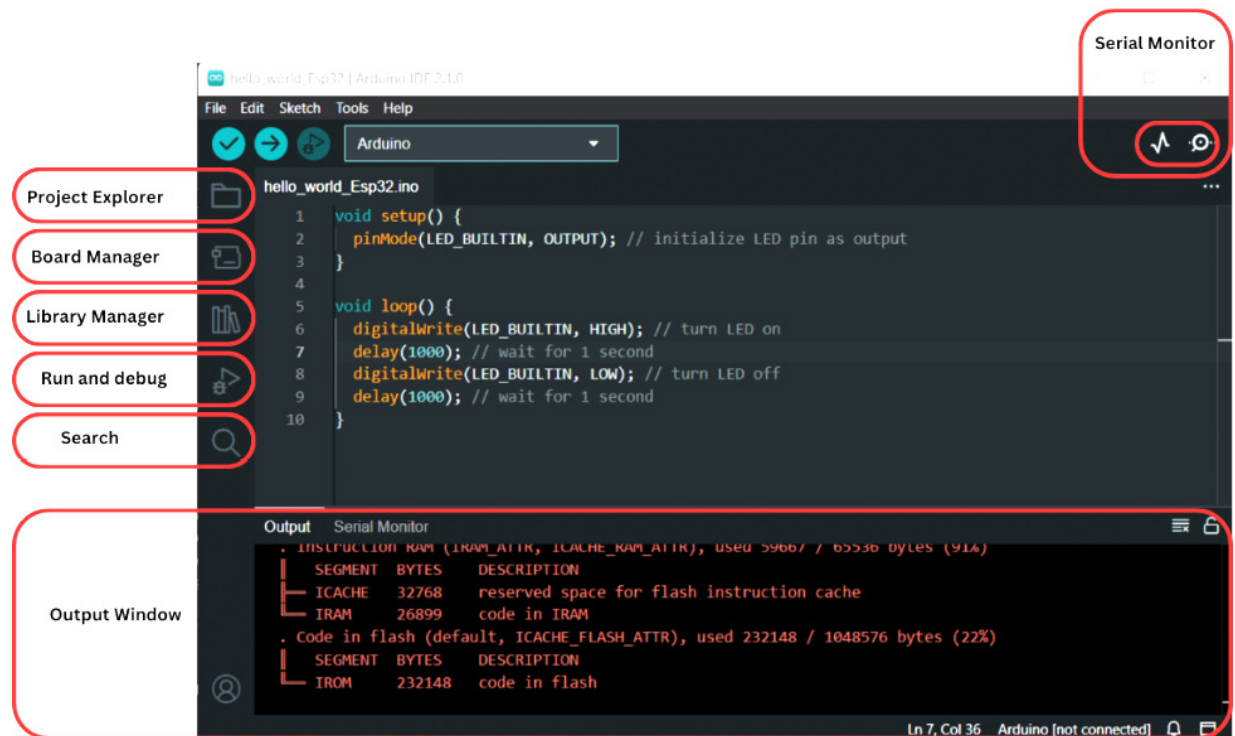 Serial Monitor
hello_world_Esp32 | Arduino IDE 2.1.0
File Edit Sketch Tools Help
Arduino
Project Explorer
Board Manager
Library Manager
Run and debug
Search
hello_world_Esp32.ino
1 void setup() {
2 pinMode(LED_BUILTIN, OUTPUT); // initialize LED pin as output
3 }
4
5 void loop() {
6 digitalWrite(LED_BUILTIN, HIGH); // turn LED on
7 delay(1000); // wait for 1 second
8 digitalWrite(LED_BUILTIN, LOW); // turn LED off
9 delay(1000); // wait for 1 second
10 }
Output Window
Output Serial Monitor
. Instruction RAM (IRAM_ATTR, ICACHE_RAM_ATTR), used 59667 / 65536 bytes (91%)
║ SEGMENT BYTES DESCRIPTION
╠══ ICACHE 32768 reserved space for flash instruction cache
╚══ IRAM 26899 code in IRAM
. Code in flash (default, ICACHE_FLASH_ATTR), used 232148 / 1048576 bytes (22%)
║ SEGMENT BYTES DESCRIPTION
╚══ IROM 232148 code in flash
Ln 7, Col 36 Arduino [not connected]